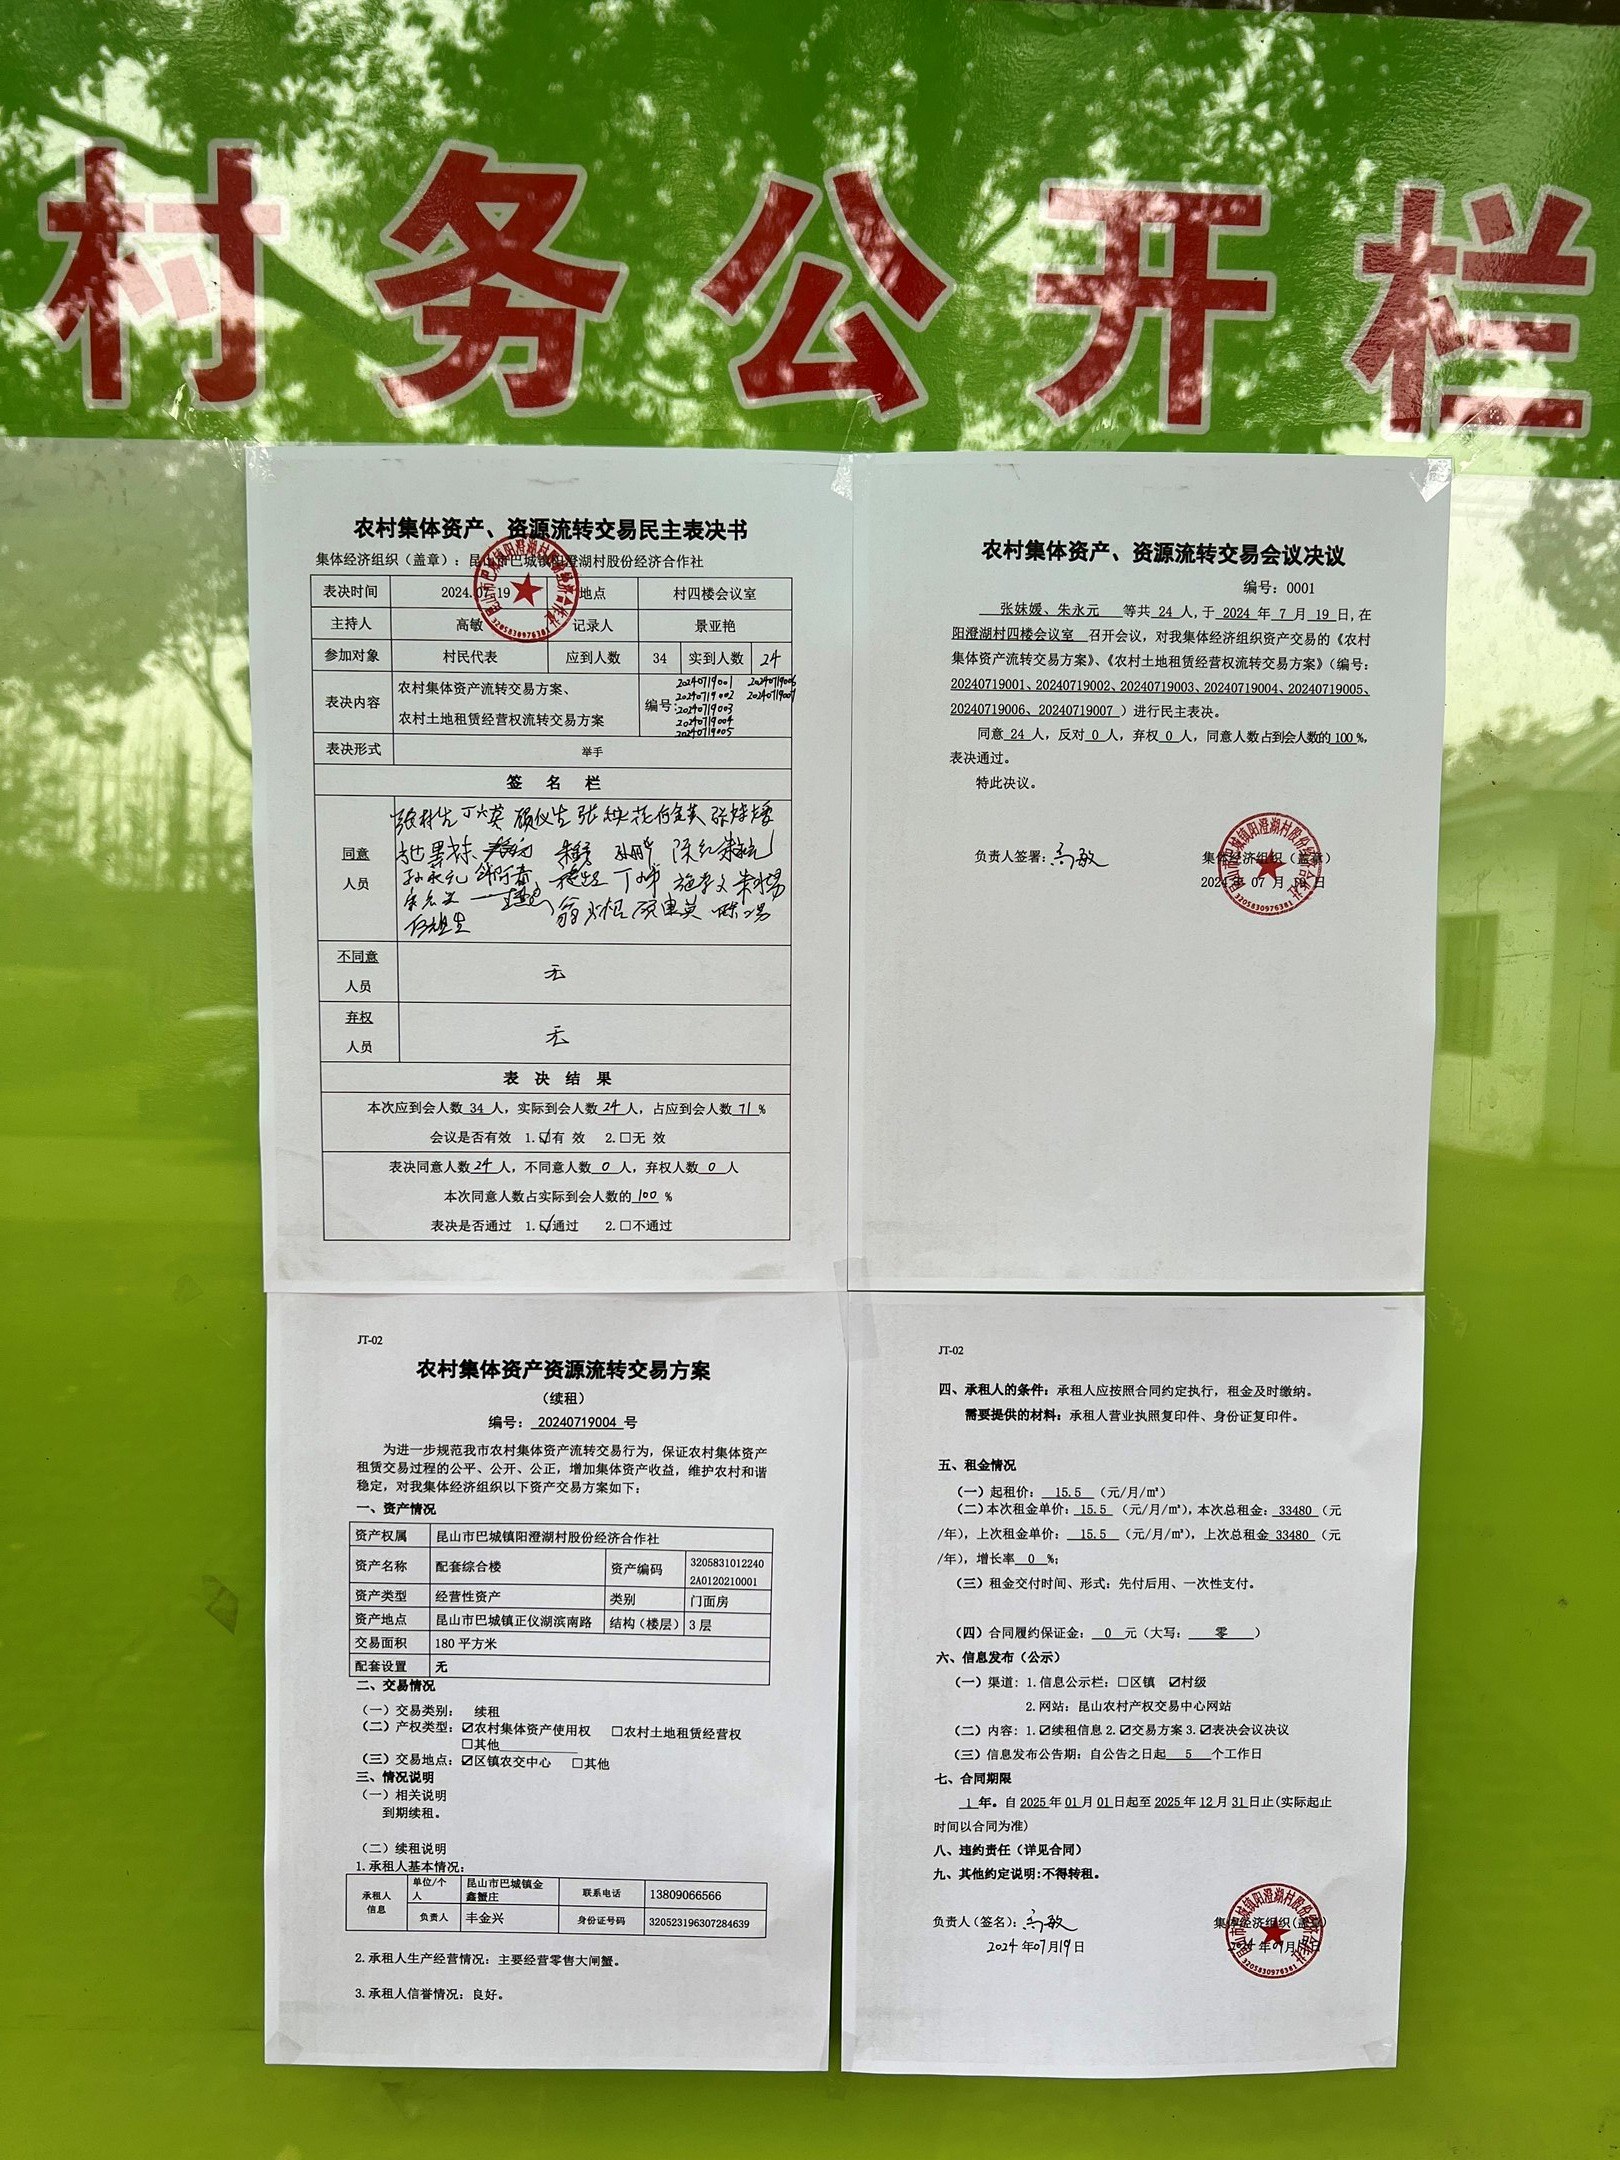 村务公开栏
农村集体资产、资源流转交易民主表决书
集体经济组织（盖章）：昆山市巴城镇阳澄湖村股份经济合作社
表决时间 2024.07.19 地点 村四楼会议室
主持人 高敏 记录人 景亚艳
参加对象 村民代表 应到人数 34 实到人数 24
表决内容 农村集体资产流转交易方案、
农村土地租赁经营权流转交易方案
编号：
20240719001 20240719006
20240719002 20240719007
20240719003
20240719004
20240719005
表决形式 举手
签 名 栏
同意
人员
不同意
人员
无
弃权
人员
无
表 决 结 果
本次应到会人数 34 人，实际到会人数 24 人，占应到会人数 71 %
会议是否有效 1.☑有 效 2.☐无 效
表决同意人数 24 人，不同意人数 0 人，弃权人数 0 人
本次同意人数占实际到会人数的 100 %
表决是否通过 1.☑通过 2.☐不通过
农村集体资产、资源流转交易会议决议
编号：0001
张妹媛、朱永元 等共 24 人，于 2024 年 7 月 19 日，在
阳澄湖村四楼会议室 召开会议，对我集体经济组织资产交易的《农村
集体资产流转交易方案》、《农村土地租赁经营权流转交易方案》（编号：
20240719001、20240719002、20240719003、20240719004、20240719005、
20240719006、20240719007 ）进行民主表决。
同意 24 人，反对 0 人，弃权 0 人，同意人数占到会人数的 100 %，
表决通过。
特此决议。
负责人签署：高敏
集体经济组织（盖章）
2024 年 07 月 日
JT-02
农村集体资产资源流转交易方案
（续租）
编号： 20240719004 号
为进一步规范我市农村集体资产流转交易行为，保证农村集体资产
租赁交易过程的公平、公开、公正，增加集体资产收益，维护农村和谐
稳定，对我集体经济组织以下资产交易方案如下：
一、资产情况
资产权属 昆山市巴城镇阳澄湖村股份经济合作社
资产名称 配套综合楼 资产编码 3205831012240
2A0120210001
资产类型 经营性资产 类别 门面房
资产地点 昆山市巴城镇正仪湖滨南路 结构（楼层） 3 层
交易面积 180 平方米
配套设置 无
二、交易情况
（一）交易类别： 续租
（二）产权类型：☑农村集体资产使用权 ☐农村土地租赁经营权
☐其他
（三）交易地点：☑区镇农交中心 ☐其他
三、情况说明
（一）相关说明
到期续租。
（二）续租说明
1.承租人基本情况：
承租人
信息
单位/个
人
昆山市巴城镇金
鑫蟹庄
联系电话 13809066566
负责人 丰金兴 身份证号码 320523196307284639
2.承租人生产经营情况：主要经营零售大闸蟹。
3.承租人信誉情况：良好。
JT-02
四、承租人的条件：承租人应按照合同约定执行，租金及时缴纳。
需要提供的材料：承租人营业执照复印件、身份证复印件。
五、租金情况
（一）起租价： 15.5 （元/月/㎡）
（二）本次租金单价：15.5 （元/月/㎡），本次总租金：33480 （元
/年），上次租金单价： 15.5 （元/月/㎡），上次总租金 33480 （元
/年），增长率 0 %；
（三）租金交付时间、形式：先付后用、一次性支付。
（四）合同履约保证金： 0 元（大写： 零 ）
六、信息发布（公示）
（一）渠道：1.信息公示栏：☐区镇 ☑村级
2.网站：昆山农村产权交易中心网站
（二）内容：1.☑续租信息 2.☑交易方案 3.☑表决会议决议
（三）信息发布公告期：自公告之日起 5 个工作日
七、合同期限
1 年。自 2025 年 01 月 01 日起至 2025 年 12 月 31 日止(实际起止
时间以合同为准)
八、违约责任（详见合同）
九、其他约定说明:不得转租。
负责人（签名）：高敏
2024 年07月19日
集体经济组织(盖章)